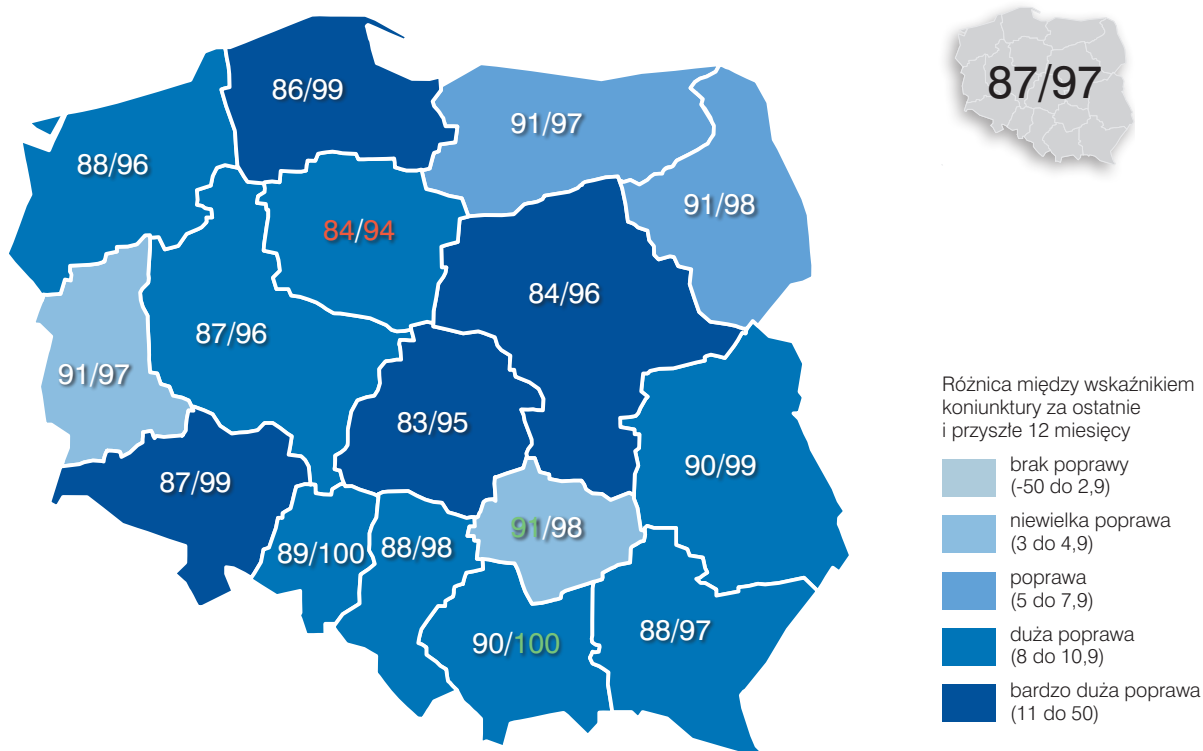 86/99
87/97
91/97
88/96
91/98
84/94
84/96
87/96
91/97
83/95
90/99
87/99
91/98
89/100
88/98
88/97
90/100
Różnica między wskaźnikiem
koniunktury za ostatnie
i przyszłe 12 miesięcy
brak poprawy
(-50 do 2,9)
niewielka poprawa
(3 do 4,9)
poprawa
(5 do 7,9)
duża poprawa
(8 do 10,9)
bardzo duża poprawa
(11 do 50)